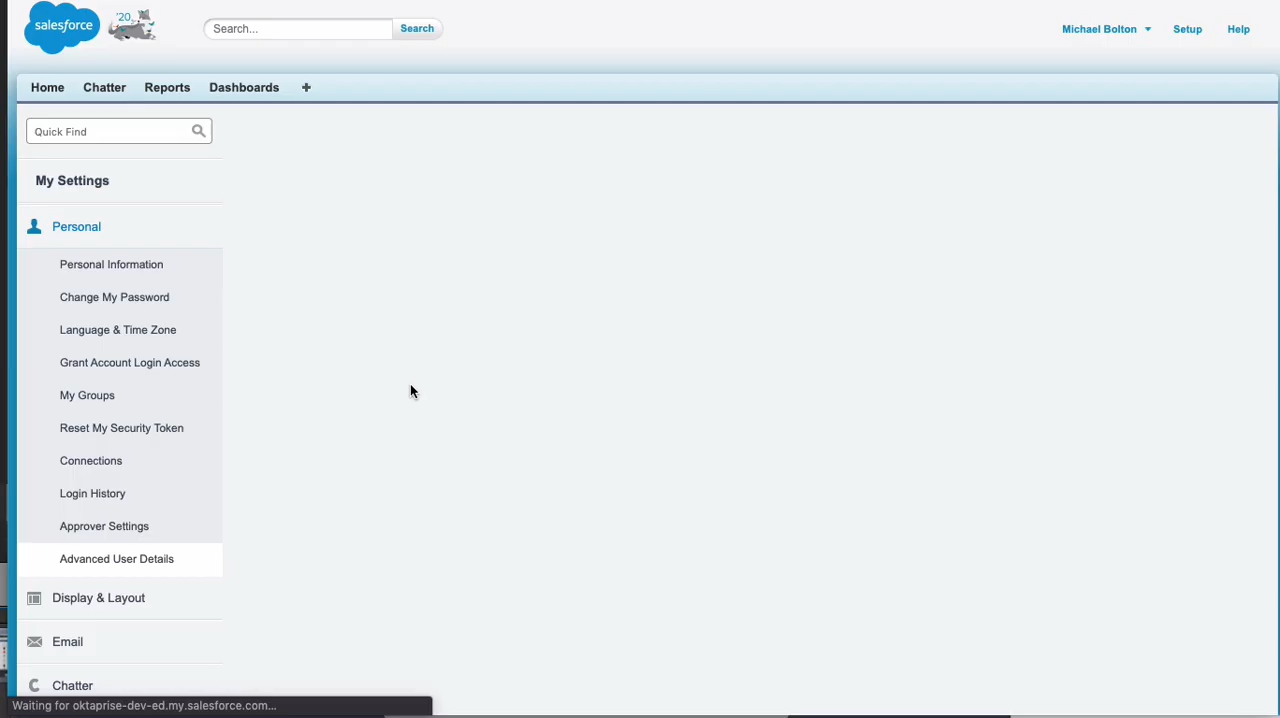 salesforce
'20
Search...
Search
Michael Bolton
Setup
Help
Home
Chatter
Reports
Dashboards
+
Quick Find
My Settings
Personal
Personal Information
Change My Password
Language & Time Zone
Grant Account Login Access
My Groups
Reset My Security Token
Connections
Login History
Approver Settings
Advanced User Details
Display & Layout
Email
Chatter
Waiting for oktaprise-dev-ed.my.salesforce.com...